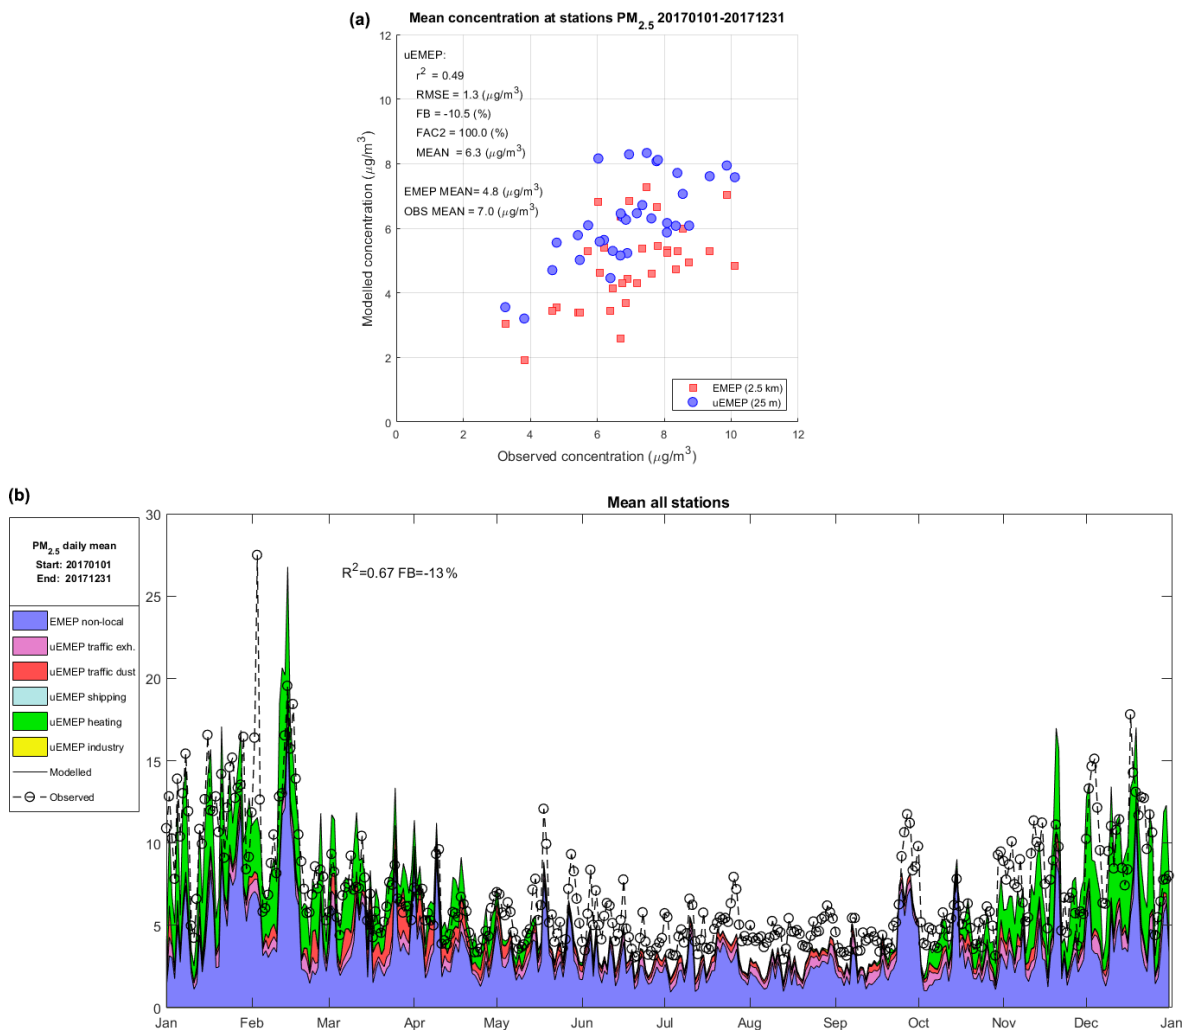 (a)
Mean concentration at stations PM2.5 20170101-20171231
uEMEP:
r2 = 0.49
RMSE = 1.3 (μg/m3)
FB = -10.5 (%)
FAC2 = 100.0 (%)
MEAN = 6.3 (μg/m3)
EMEP MEAN= 4.8 (μg/m3)
OBS MEAN = 7.0 (μg/m3)
Modelled concentration (μg/m3)
12
10
8
6
4
2
0
EMEP (2.5 km)
uEMEP (25 m)
0 2 4 6 8 10 12
Observed concentration (μg/m3)
(b)
Mean all stations
PM2.5 daily mean
Start: 20170101
End: 20171231
EMEP non-local
uEMEP traffic exh.
uEMEP traffic dust
uEMEP shipping
uEMEP heating
uEMEP industry
Modelled
Observed
R2=0.67 FB=-13%
30
25
20
15
10
5
0
Jan Feb Mar Apr May Jun Jul Aug Sep Oct Nov Dec Jan